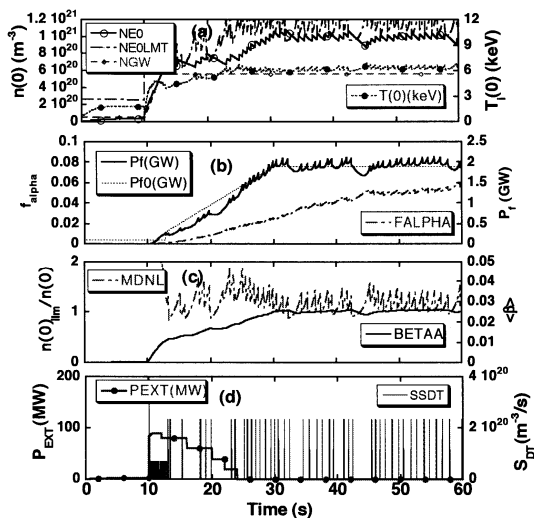 1.2 10²¹
1 10²¹
8 10²⁰
6 10²⁰
4 10²⁰
2 10²⁰
0
n(0) (m⁻³)
NE0
NE0LMT
NGW
(a)
T(0)(keV)
12
9
6
3
0
Tᵢ(0) (keV)
0.1
0.08
0.06
0.04
0.02
0
f_alpha
Pf(GW)
Pf0(GW)
(b)
FALPHA
2.5
2
1.5
1
0.5
0
P_f (GW)
2
1
0
n(0)_lim/n(0)
MDNL
(c)
BETAA
0.05
0.04
0.03
0.02
0.01
0
<β>
200
100
0
P_EXT (MW)
PEXT(MW)
(d)
SSDT
4 10²⁰
2 10²⁰
0
S_DT(m⁻³/s)
0 10 20 30 40 50 60
Time (s)